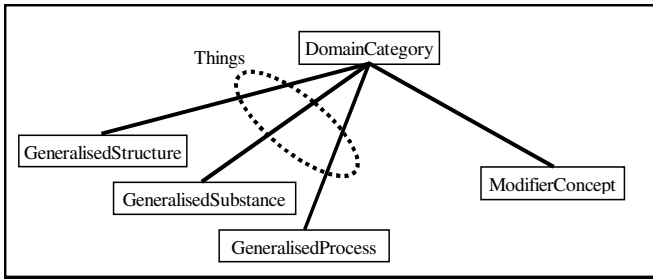 DomainCategory
Things
GeneralisedStructure
GeneralisedSubstance
ModifierConcept
GeneralisedProcess